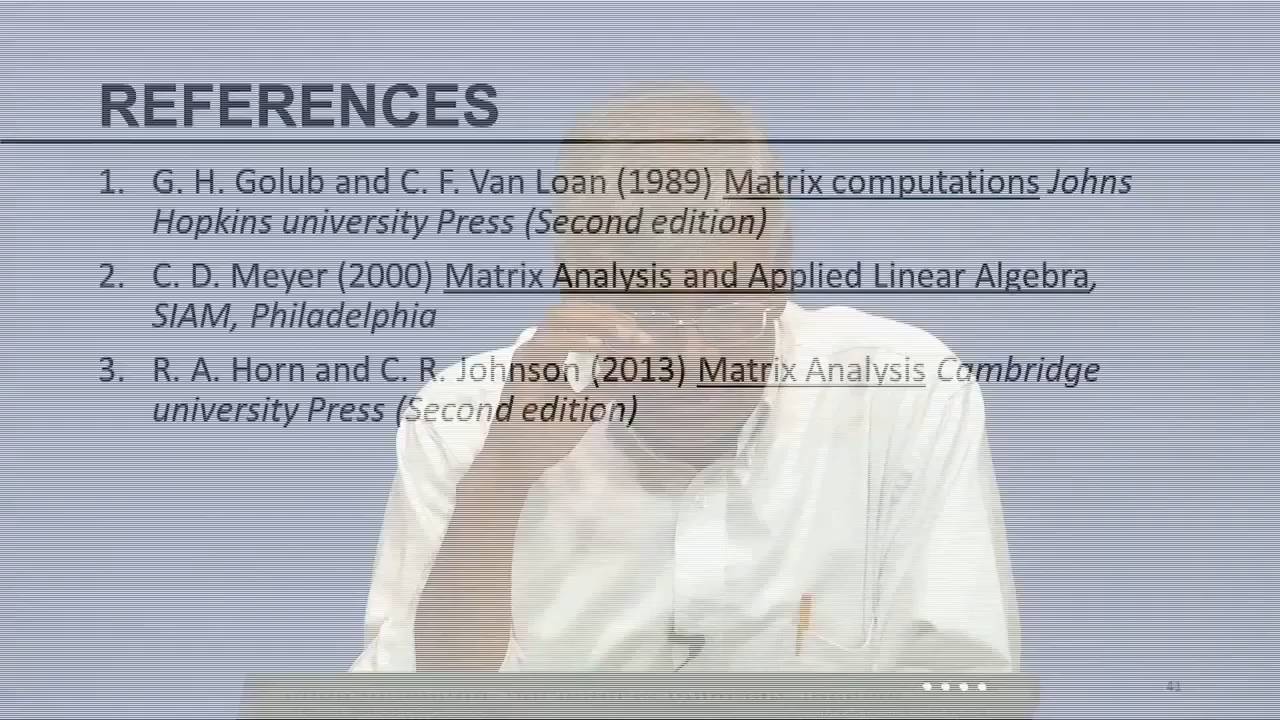 REFERENCES
1. G. H. Golub and C. F. Van Loan (1989) Matrix computations Johns
Hopkins university Press (Second edition)
2. C. D. Meyer (2000) Matrix Analysis and Applied Linear Algebra,
SIAM, Philadelphia
3. R. A. Horn and C. R. Johnson (2013) Matrix Analysis Cambridge
university Press (Second edition)
41